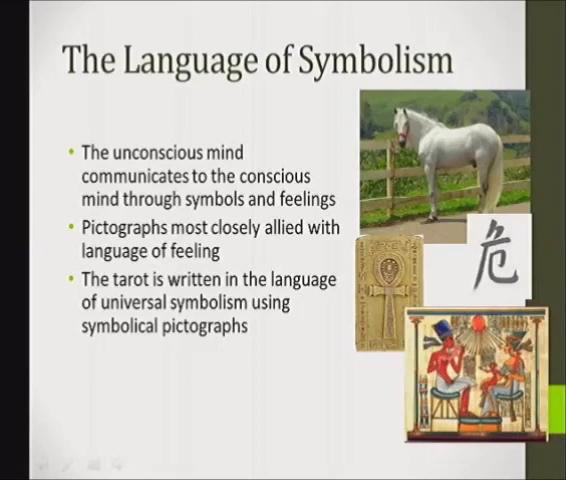 The Language of Symbolism
• The unconscious mind
communicates to the conscious
mind through symbols and feelings
• Pictographs most closely allied with
language of feeling
• The tarot is written in the language
of universal symbolism using
symbolical pictographs
危